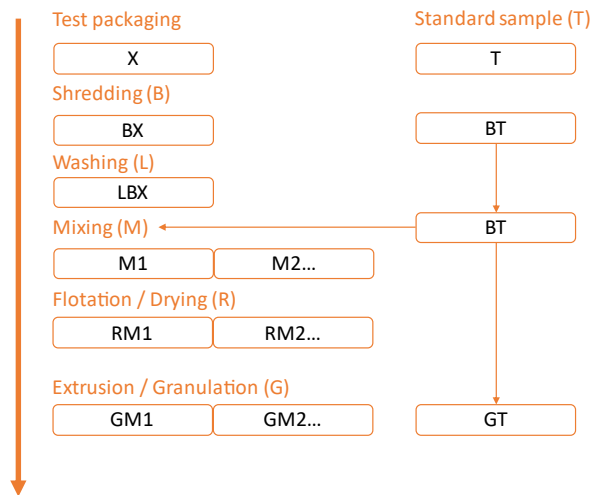 Test packaging
Standard sample (T)
X
T
Shredding (B)
BX
BT
Washing (L)
LBX
Mixing (M)
BT
M1
M2...
Flotation / Drying (R)
RM1
RM2...
Extrusion / Granulation (G)
GM1
GM2...
GT